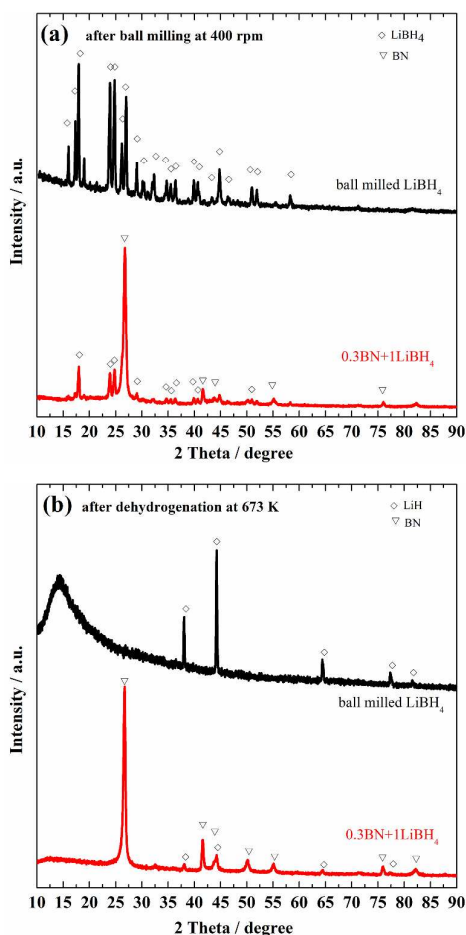 (a) after ball milling at 400 rpm
◇ LiBH₄
▽ BN
Intensity / a.u.
ball milled LiBH₄
0.3BN+1LiBH₄
10 15 20 25 30 35 40 45 50 55 60 65 70 75 80 85 90
2 Theta / degree
(b) after dehydrogenation at 673 K
◇ LiH
▽ BN
Intensity / a.u.
ball milled LiBH₄
0.3BN+1LiBH₄
10 15 20 25 30 35 40 45 50 55 60 65 70 75 80 85 90
2 Theta / degree